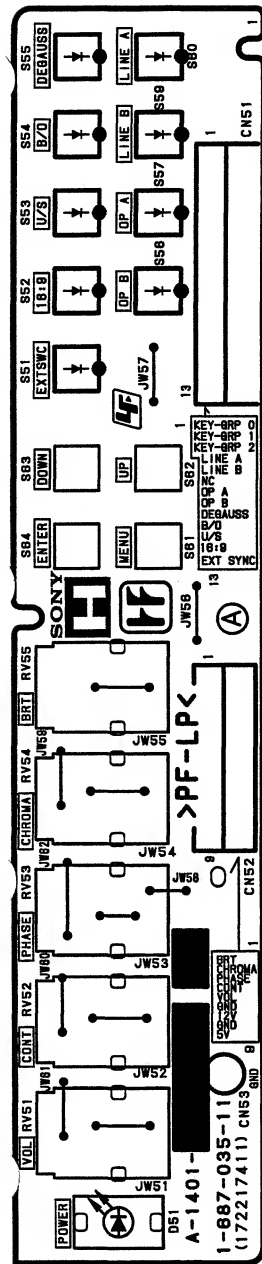 S55
DEGAUSS
S54
B/O
S53
U/S
S52
16:9
S51
EXTSWC
S63
DOWN
S64
ENTER
LINE A
S60
LINE B
S59
OP A
S57
OP B
S58
JW57
LF
UP
S62
MENU
S61
1
CN51
1
13
KEY-GRP 0
KEY-GRP 1
KEY-GRP 2
LINE A
LINE B
NC
OP A
OP B
DEGAUSS
B/O
U/S
16:9
EXT SYNC
1
13
SONY
H
JW58
A
RV55
BRT
JW59
JW55
RV54
CHROMA
JW62
JW54
RV53
PHASE
JW60
JW53
JW56
RV52
CONT
JW61
JW52
RV51
VOL
JW51
>PF-LP<
9
CN52
1
BRT
CHROMA
PHASE
CONT
VOL
GND
12V
GND
5V
9
POWER
D51
A-1401-
1-687-035-11
(172217411)
CN53
GND